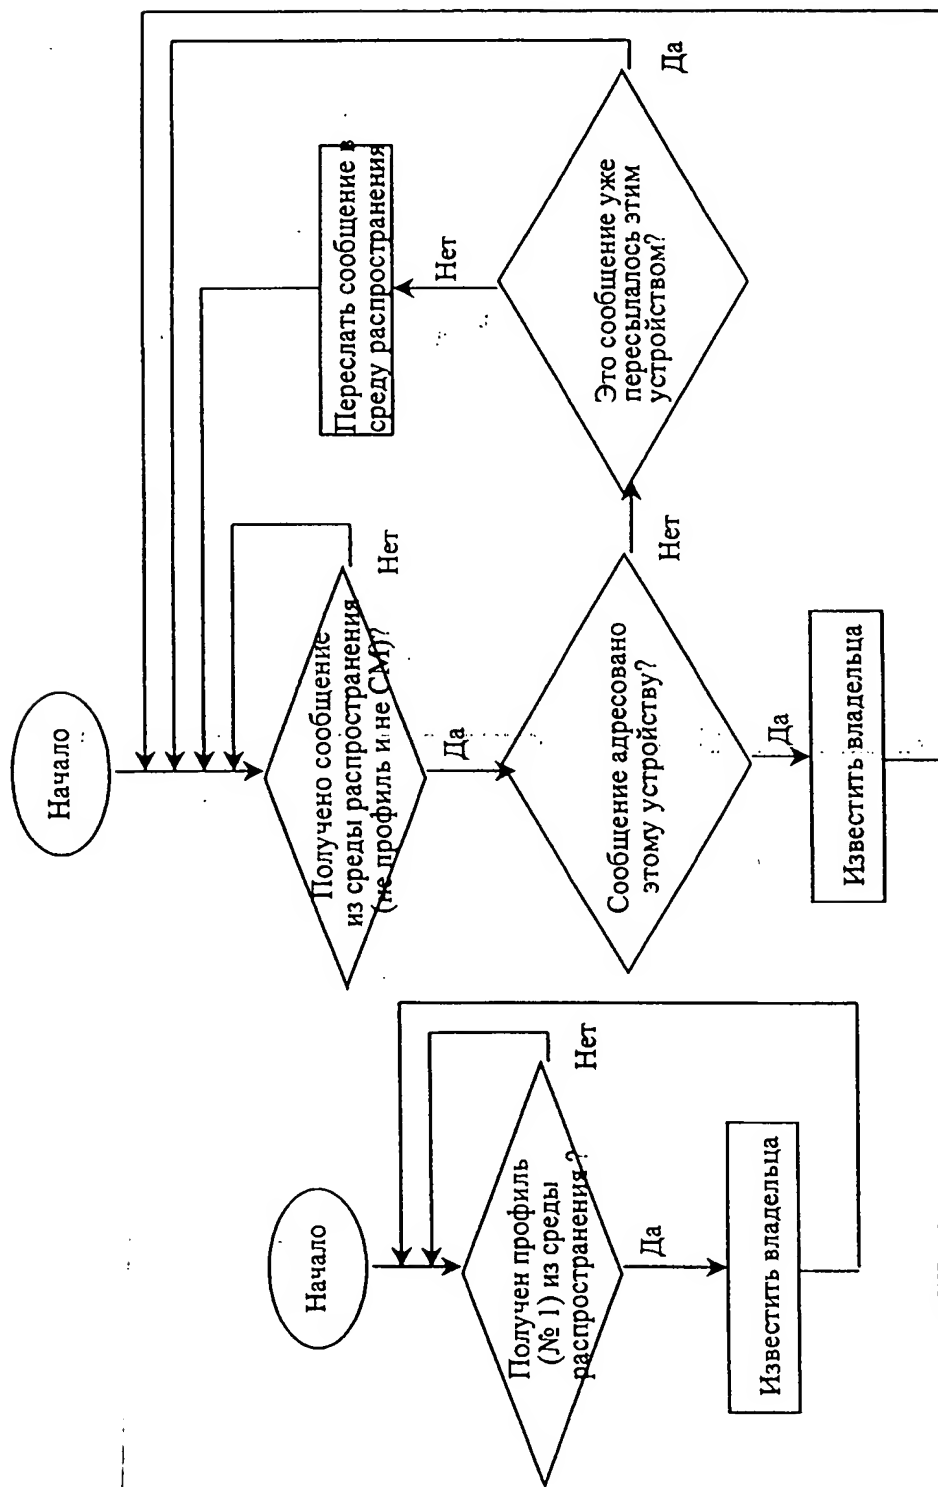 Начало
Получен профиль
(№ 1) из среды
распространения ?
Нет
Да
Известить владельца
Начало
Получено сообщение
из среды распространения
(не профиль и не СМ)?
Нет
Да
Сообщение адресовано
этому устройству?
Нет
Да
Известить владельца
Это сообщение уже
пересылалось этим
устройством?
Да
Нет
Переслать сообщение в
среду распространения